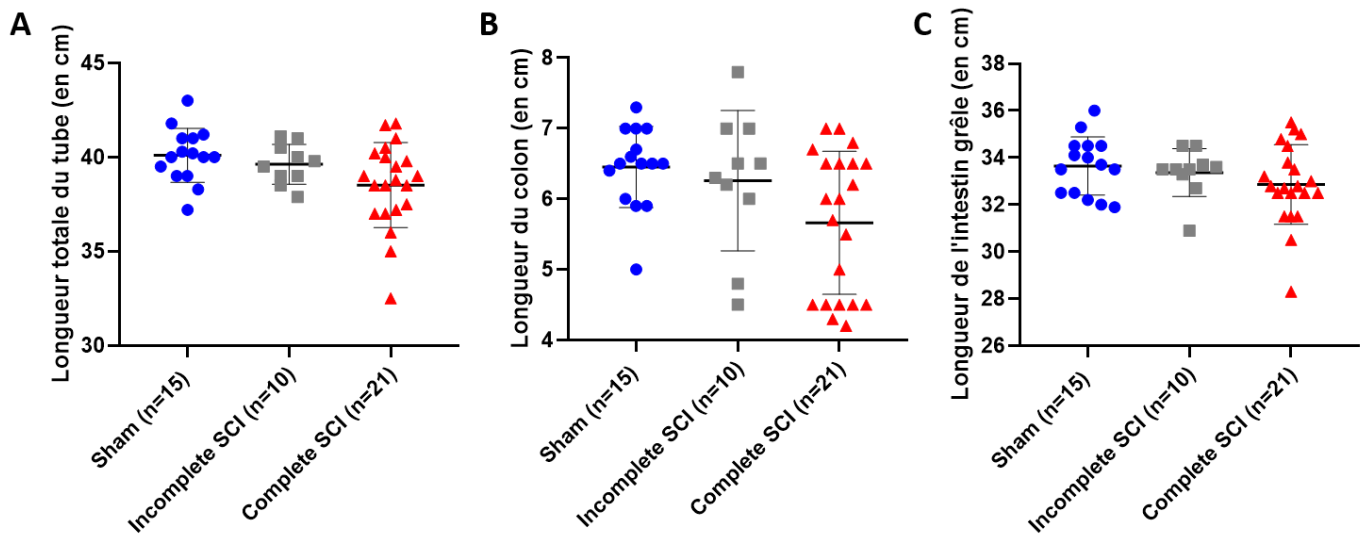 A
Longueur totale du tube (en cm)
45
40
35
30
Sham (n=15)
Incomplete SCI (n=10)
Complete SCI (n=21)
B
Longueur du colon (en cm)
8
7
6
5
4
Sham (n=15)
Incomplete SCI (n=10)
Complete SCI (n=21)
C
Longueur de l'intestin grêle (en cm)
38
36
34
32
30
28
26
Sham (n=15)
Incomplete SCI (n=10)
Complete SCI (n=21)